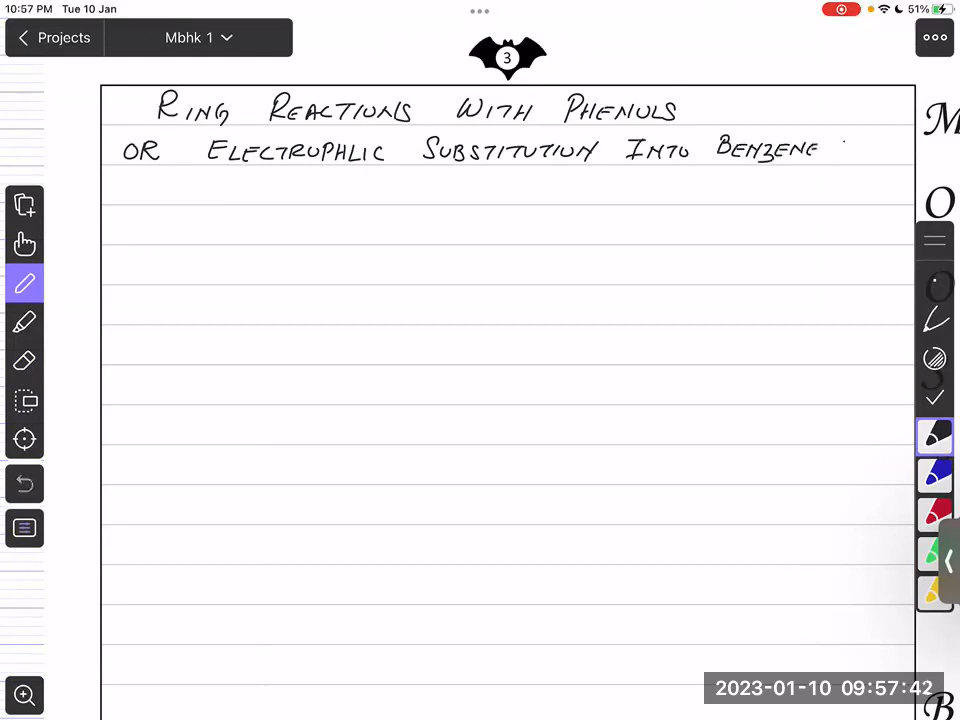 10:57 PM Tue 10 Jan
51%
Projects
Mbhk 1
3
RING REACTIONS WITH PHENOLS
OR ELECTROPHLIC SUBSTITUTION INTO BENZENE
M
O
O
S
B
2023-01-10 09:57:42